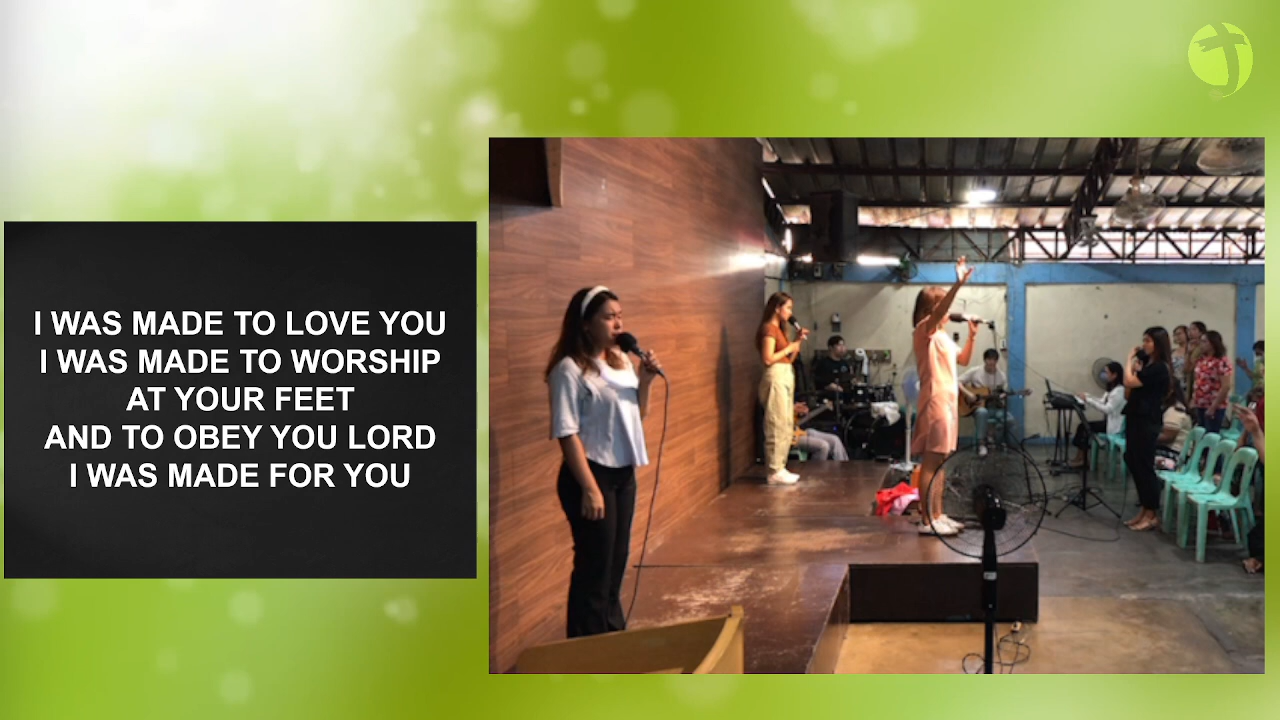 I WAS MADE TO LOVE YOU
I WAS MADE TO WORSHIP
AT YOUR FEET
AND TO OBEY YOU LORD
I WAS MADE FOR YOU